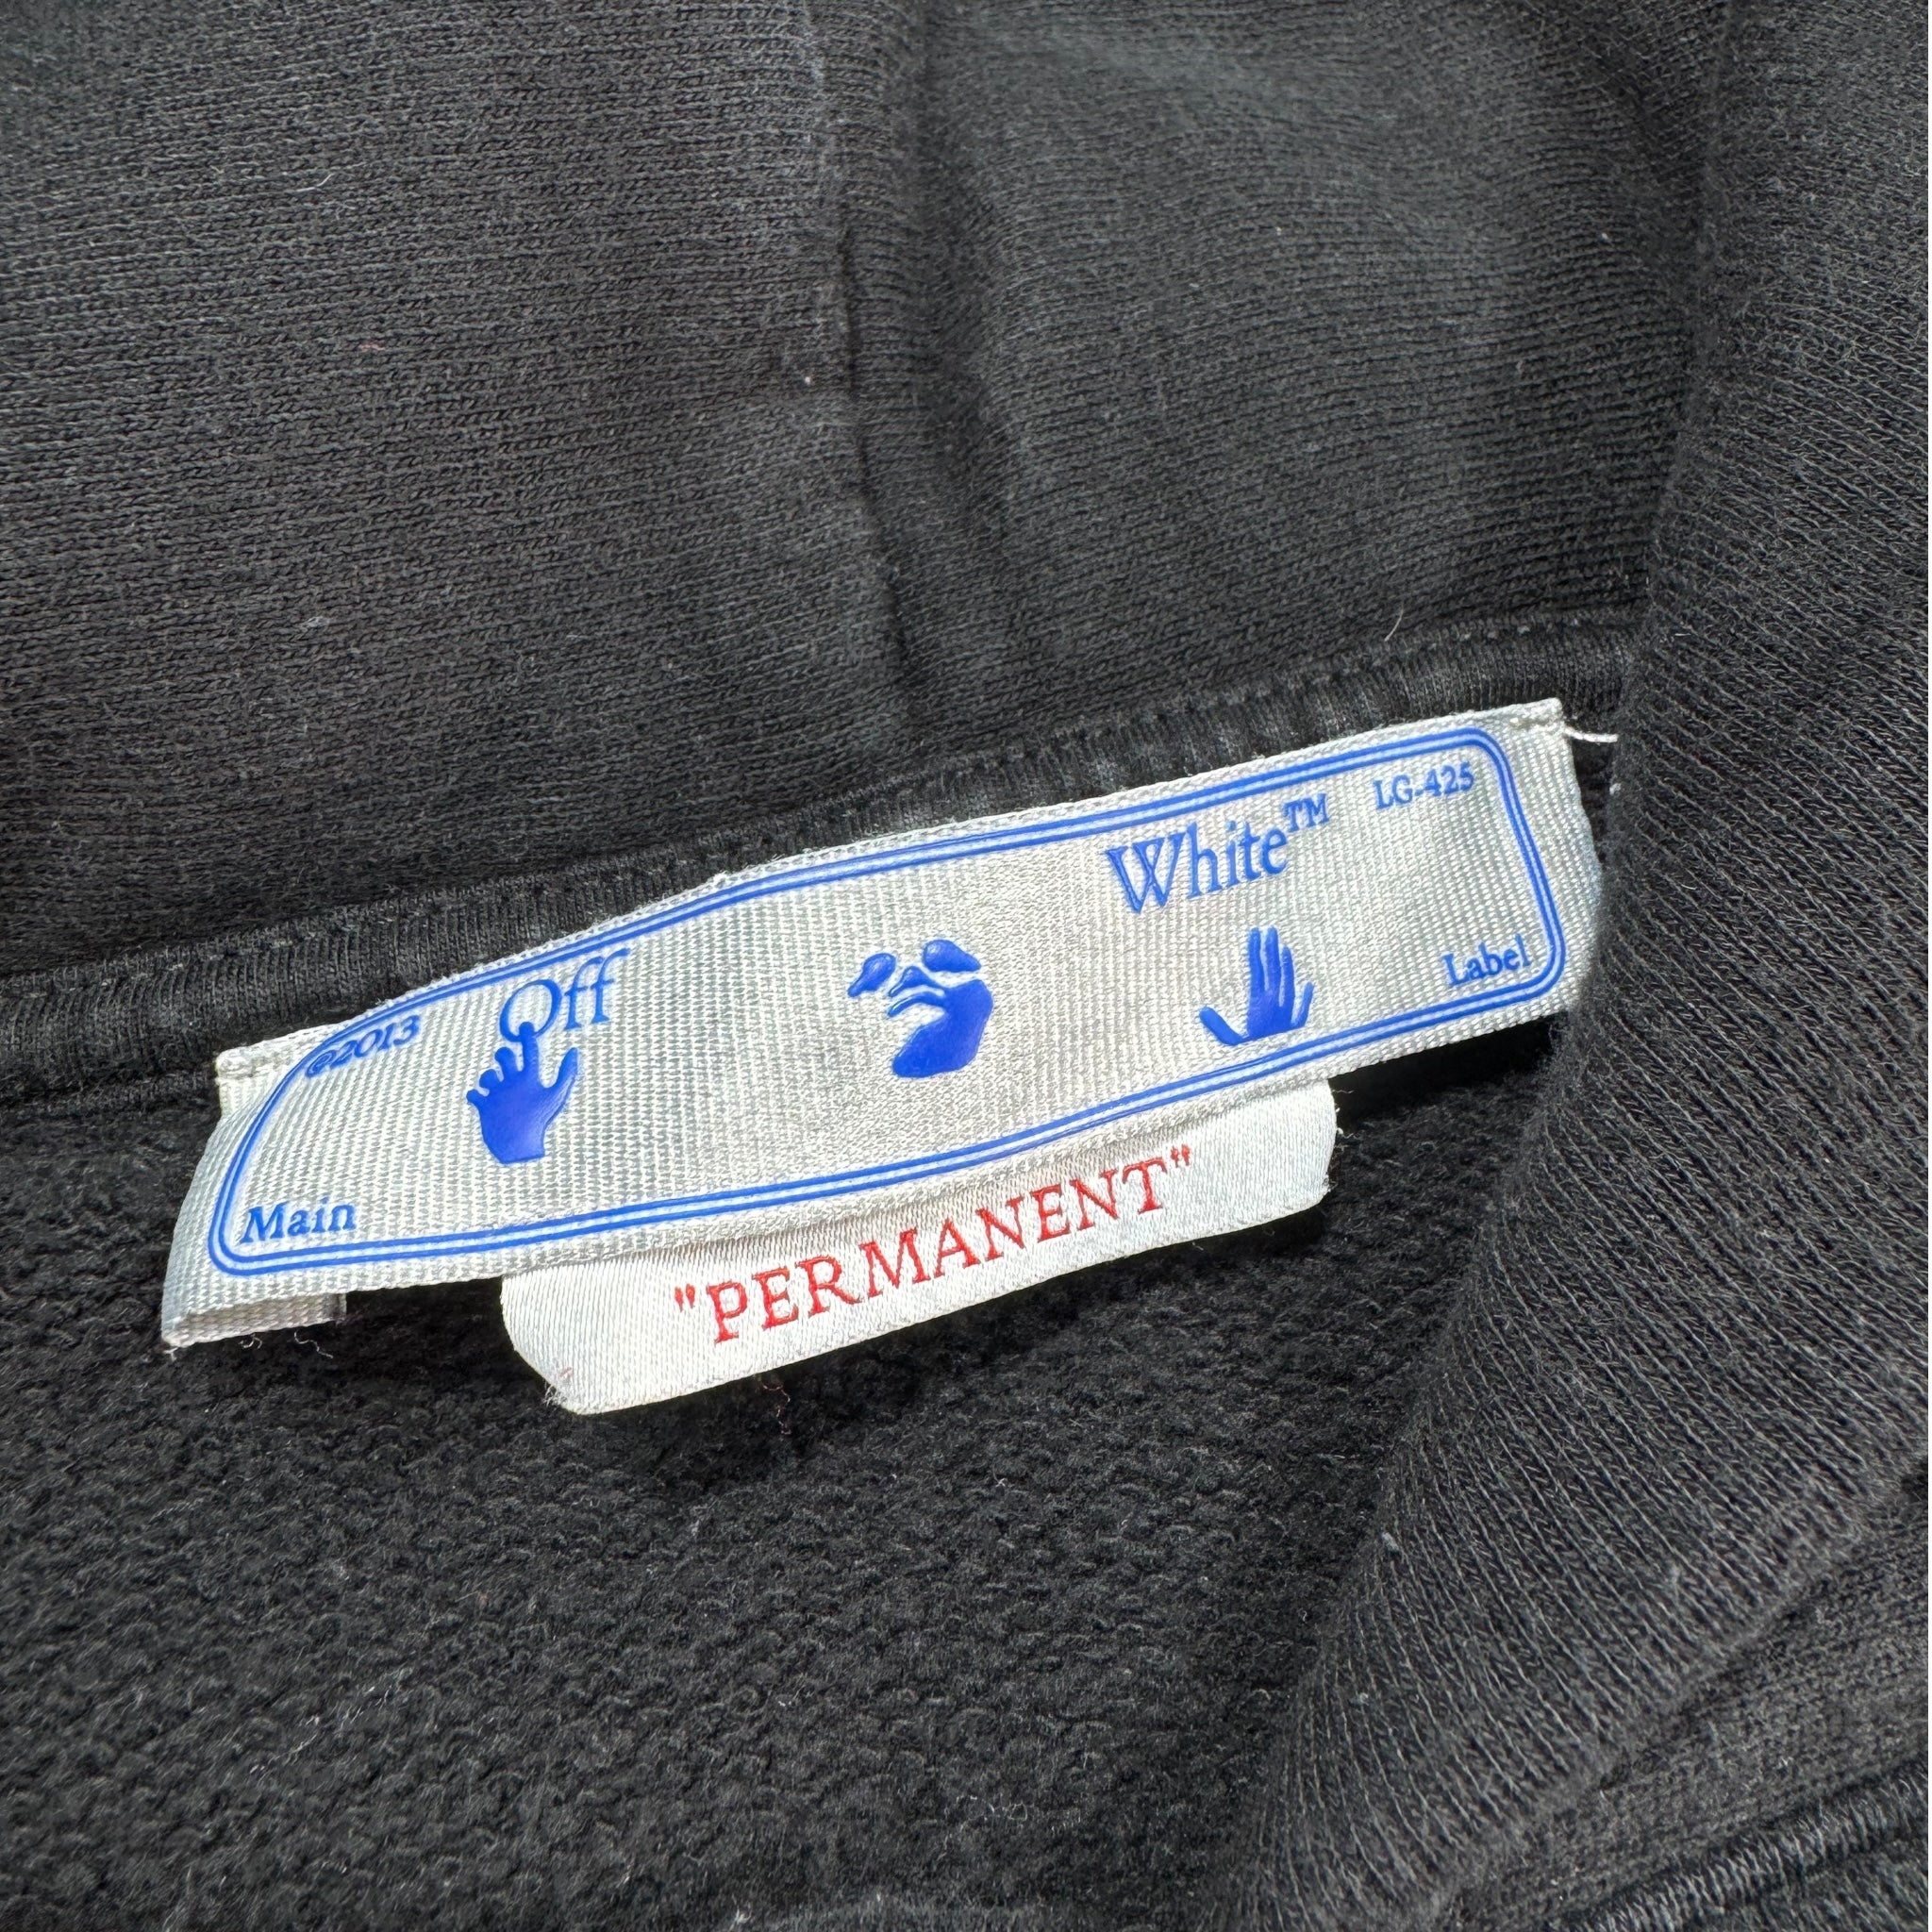 ©2013 Off White™ LG-425
Main Label
"PERMANENT"